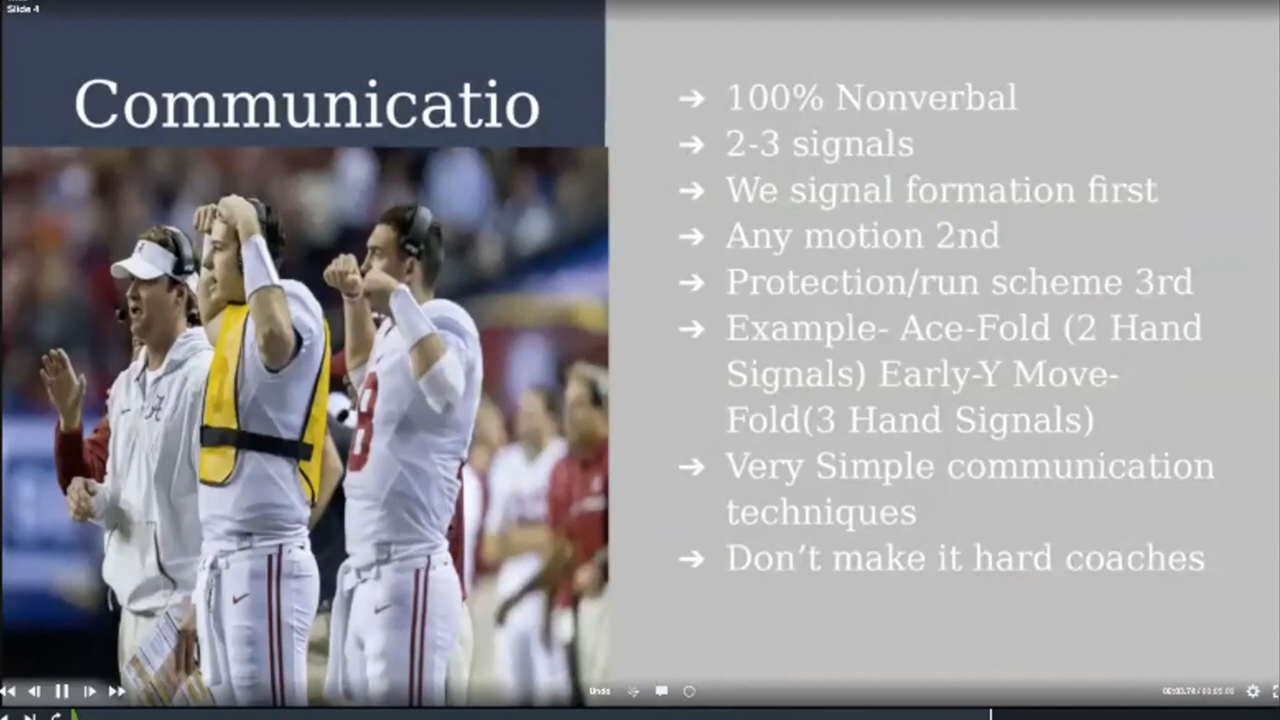 Slide 4
Communicatio
➔ 100% Nonverbal
➔ 2-3 signals
➔ We signal formation first
➔ Any motion 2nd
➔ Protection/run scheme 3rd
➔ Example- Ace-Fold (2 Hand
Signals) Early-Y Move-
Fold(3 Hand Signals)
➔ Very Simple communication
techniques
➔ Don’t make it hard coaches
A
8
Undo